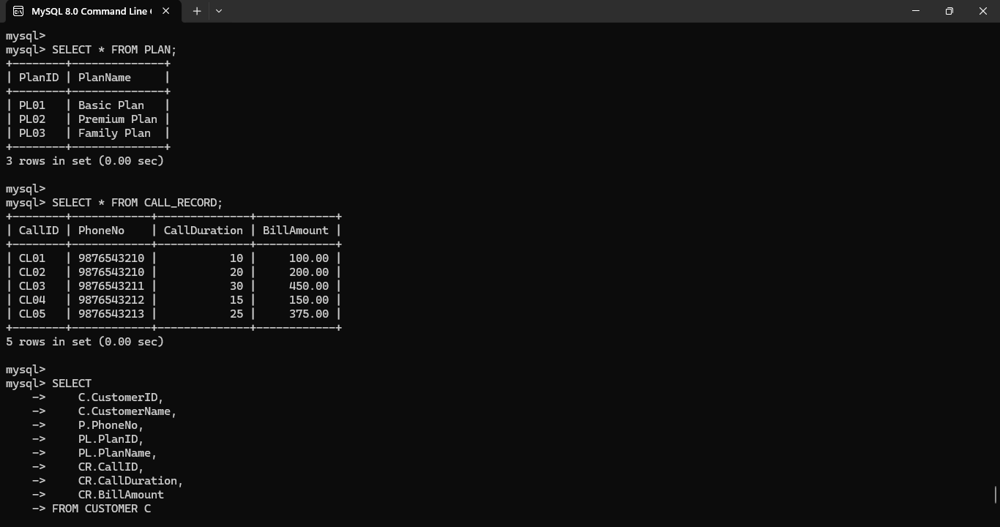 MySQL 8.0 Command Line
mysql>
mysql> SELECT * FROM PLAN;
+--------+--------------+
| PlanID | PlanName     |
+--------+--------------+
| PL01   | Basic Plan   |
| PL02   | Premium Plan |
| PL03   | Family Plan  |
+--------+--------------+
3 rows in set (0.00 sec)
mysql>
mysql> SELECT * FROM CALL_RECORD;
+--------+------------+--------------+------------+
| CallID | PhoneNo    | CallDuration | BillAmount |
+--------+------------+--------------+------------+
| CL01   | 9876543210 |           10 |     100.00 |
| CL02   | 9876543210 |           20 |     200.00 |
| CL03   | 9876543211 |           30 |     450.00 |
| CL04   | 9876543212 |           15 |     150.00 |
| CL05   | 9876543213 |           25 |     375.00 |
+--------+------------+--------------+------------+
5 rows in set (0.00 sec)
mysql>
mysql> SELECT
    ->     C.CustomerID,
    ->     C.CustomerName,
    ->     P.PhoneNo,
    ->     PL.PlanID,
    ->     PL.PlanName,
    ->     CR.CallID,
    ->     CR.CallDuration,
    ->     CR.BillAmount
    -> FROM CUSTOMER C